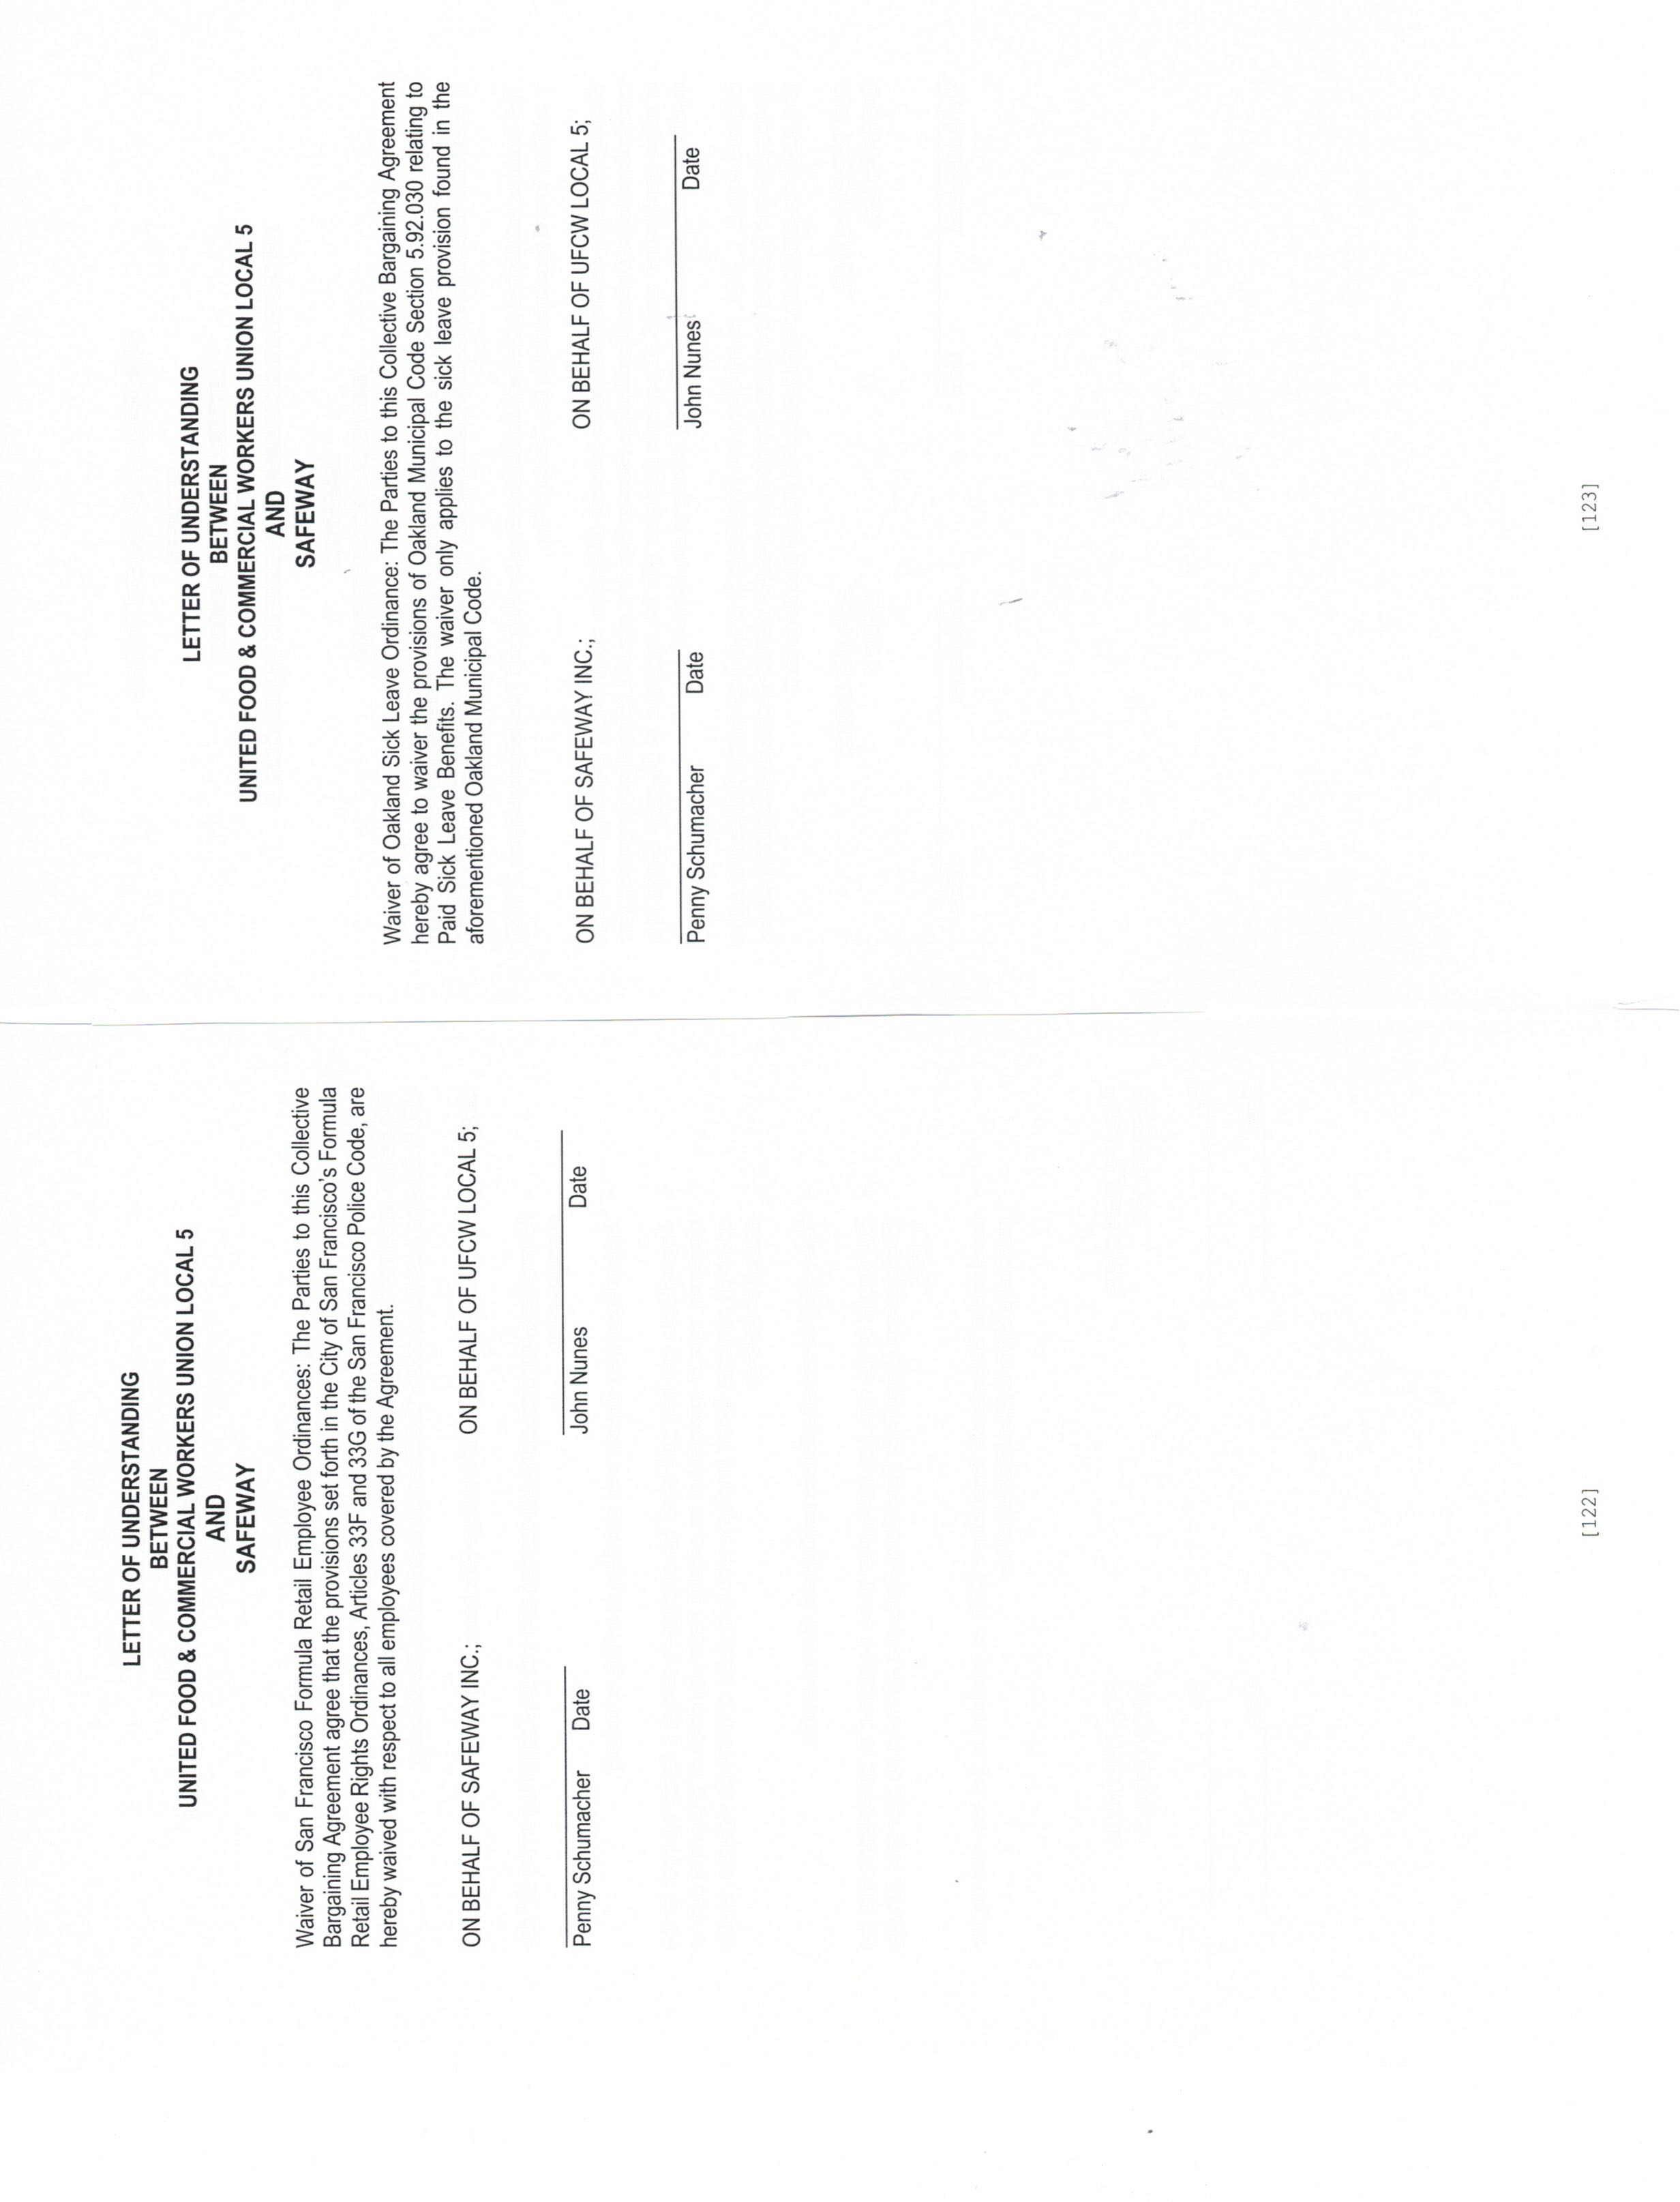 LETTER OF UNDERSTANDING
BETWEEN
UNITED FOOD & COMMERCIAL WORKERS UNION LOCAL 5
AND
SAFEWAY
Waiver of San Francisco Formula Retail Employee Ordinances: The Parties to this Collective
Bargaining Agreement agree that the provisions set forth in the City of San Francisco's Formula
Retail Employee Rights Ordinances, Articles 33F and 33G of the San Francisco Police Code, are
hereby waived with respect to all employees covered by the Agreement.
ON BEHALF OF SAFEWAY INC.; ON BEHALF OF UFCW LOCAL 5;
Penny Schumacher Date John Nunes Date
[122]
LETTER OF UNDERSTANDING
BETWEEN
UNITED FOOD & COMMERCIAL WORKERS UNION LOCAL 5
AND
SAFEWAY
Waiver of Oakland Sick Leave Ordinance: The Parties to this Collective Bargaining Agreement
hereby agree to waiver the provisions of Oakland Municipal Code Section 5.92.030 relating to
Paid Sick Leave Benefits. The waiver only applies to the sick leave provision found in the
aforementioned Oakland Municipal Code.
ON BEHALF OF SAFEWAY INC.; ON BEHALF OF UFCW LOCAL 5;
Penny Schumacher Date John Nunes Date
[123]